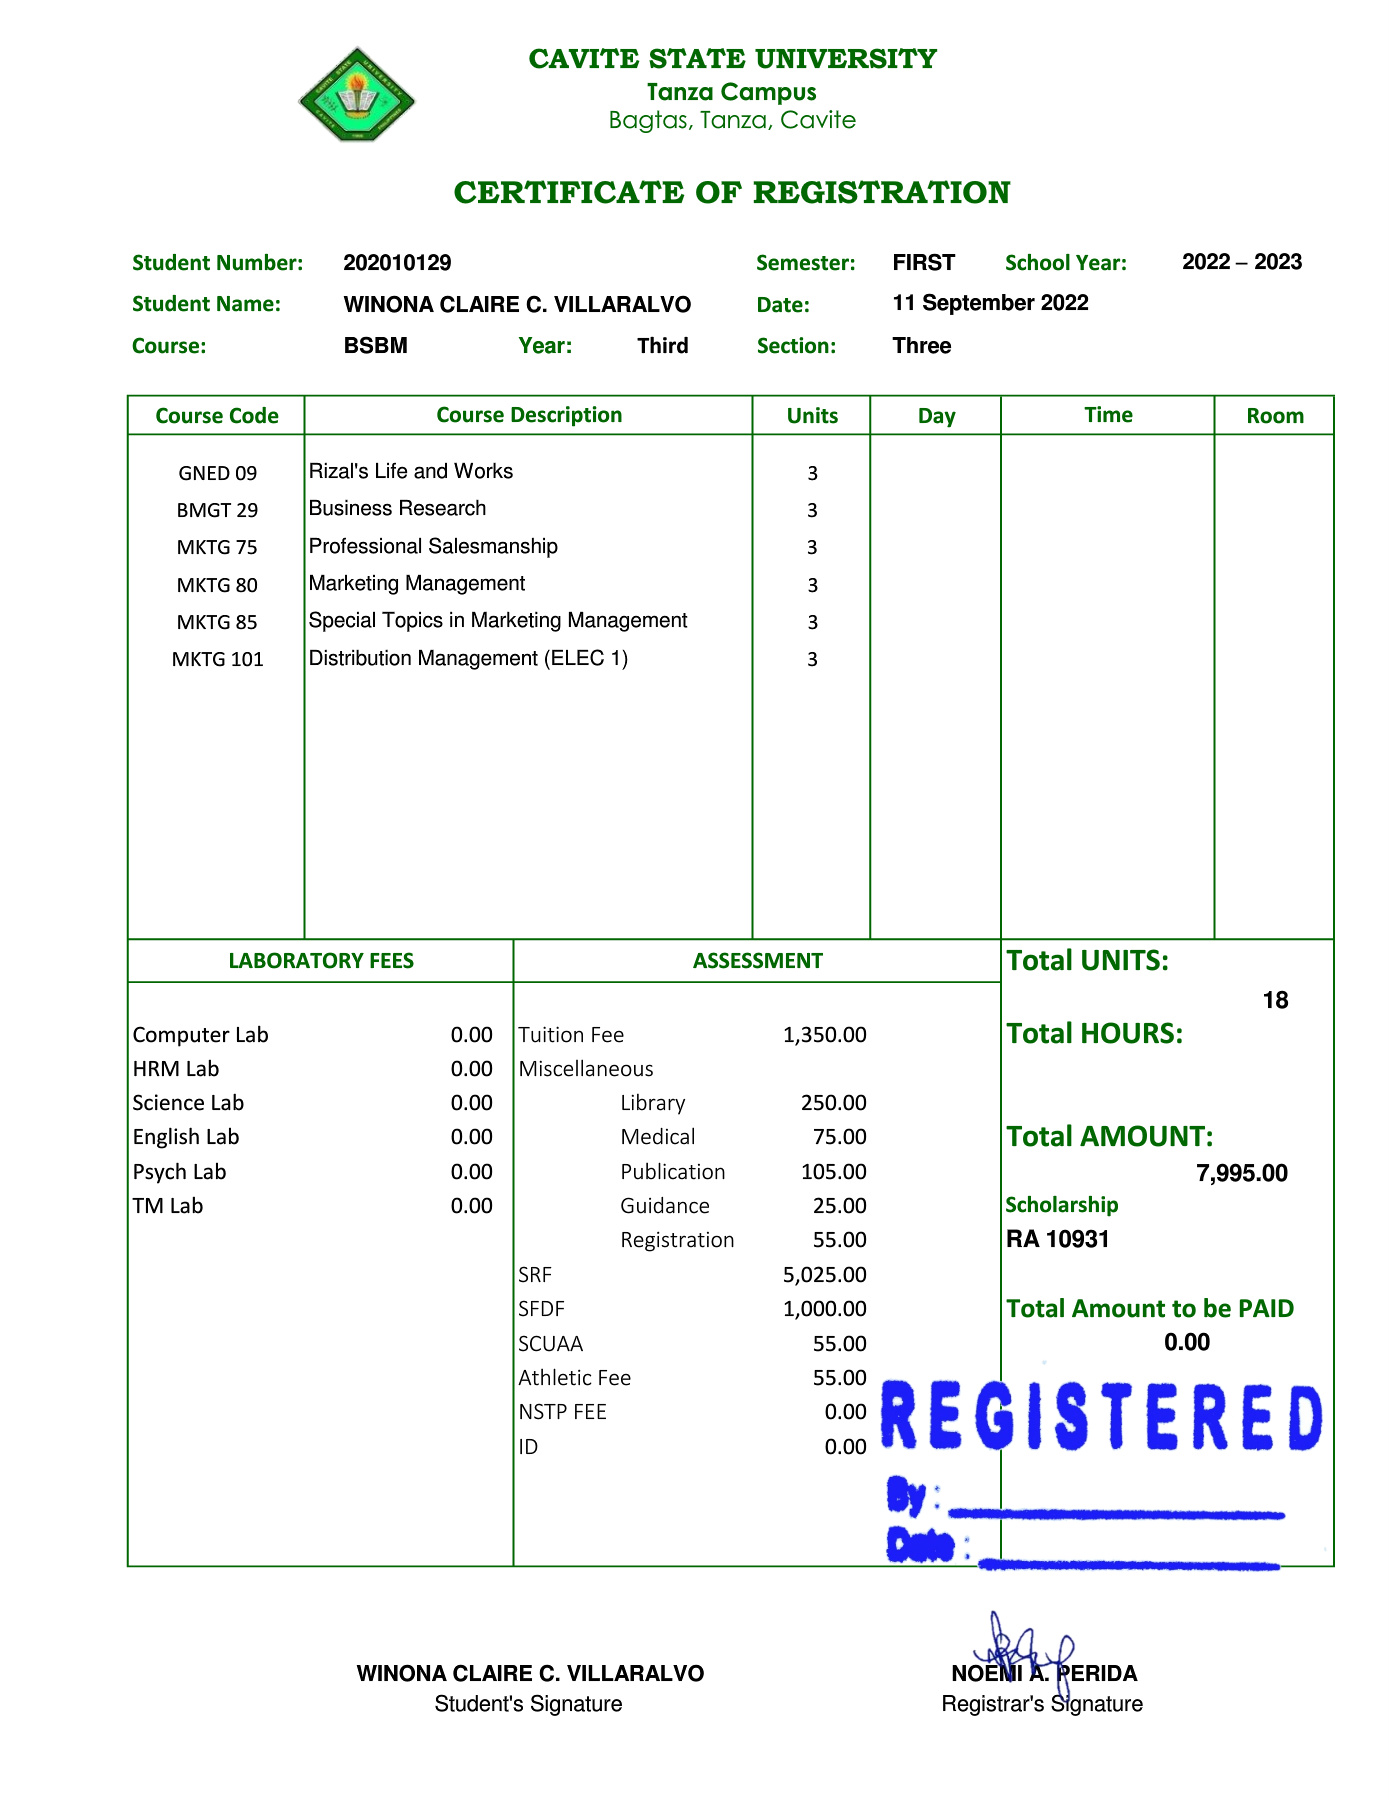 CAVITE STATE UNIVERSITY
Tanza Campus
Bagtas, Tanza, Cavite
CERTIFICATE OF REGISTRATION
Student Number: 202010129 Semester: FIRST School Year: 2022 – 2023
Student Name: WINONA CLAIRE C. VILLARALVO Date: 11 September 2022
Course: BSBM Year: Third Section: Three
Course Code Course Description Units Day Time Room
GNED 09 Rizal's Life and Works 3
BMGT 29 Business Research 3
MKTG 75 Professional Salesmanship 3
MKTG 80 Marketing Management 3
MKTG 85 Special Topics in Marketing Management 3
MKTG 101 Distribution Management (ELEC 1) 3
LABORATORY FEES ASSESSMENT Total UNITS:
18
Computer Lab 0.00 Tuition Fee 1,350.00 Total HOURS:
HRM Lab 0.00 Miscellaneous
Science Lab 0.00 Library 250.00
English Lab 0.00 Medical 75.00 Total AMOUNT:
Psych Lab 0.00 Publication 105.00 7,995.00
TM Lab 0.00 Guidance 25.00 Scholarship
Registration 55.00 RA 10931
SRF 5,025.00
SFDF 1,000.00 Total Amount to be PAID
SCUAA 55.00 0.00
Athletic Fee 55.00
NSTP FEE 0.00 REGISTERED
ID 0.00
By :
Date :
WINONA CLAIRE C. VILLARALVO NOEMI A. PERIDA
Student's Signature Registrar's Signature